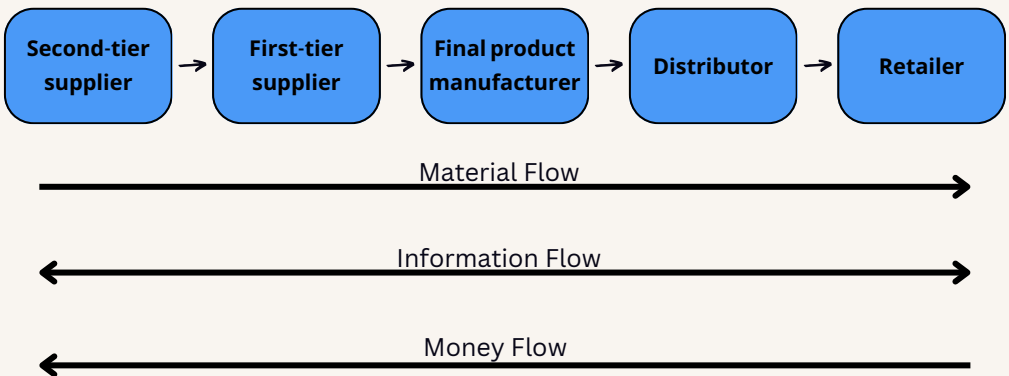 Second-tier
supplier
First-tier
supplier
Final product
manufacturer
Distributor
Retailer
Material Flow
Information Flow
Money Flow